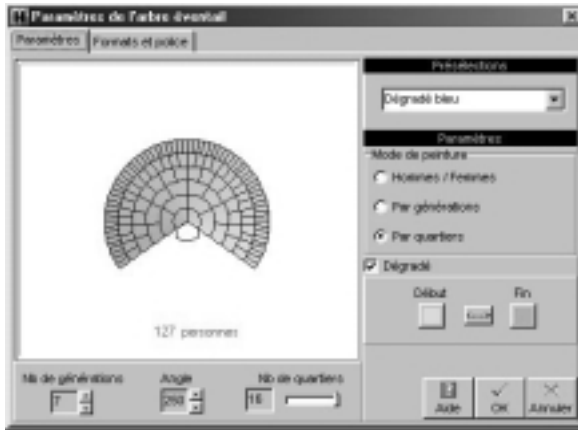 Paramètres de l'arbre éventail
Paramètres Formats et police
Présélections
Dégradé bleu
Paramètres
Mode de peinture
Hommes / Femmes
Par générations
Par quartiers
Dégradé
Début Fin
127 personnes
Nb de générations Angle Nb de quartiers
7 250 16
Aide OK Annuler